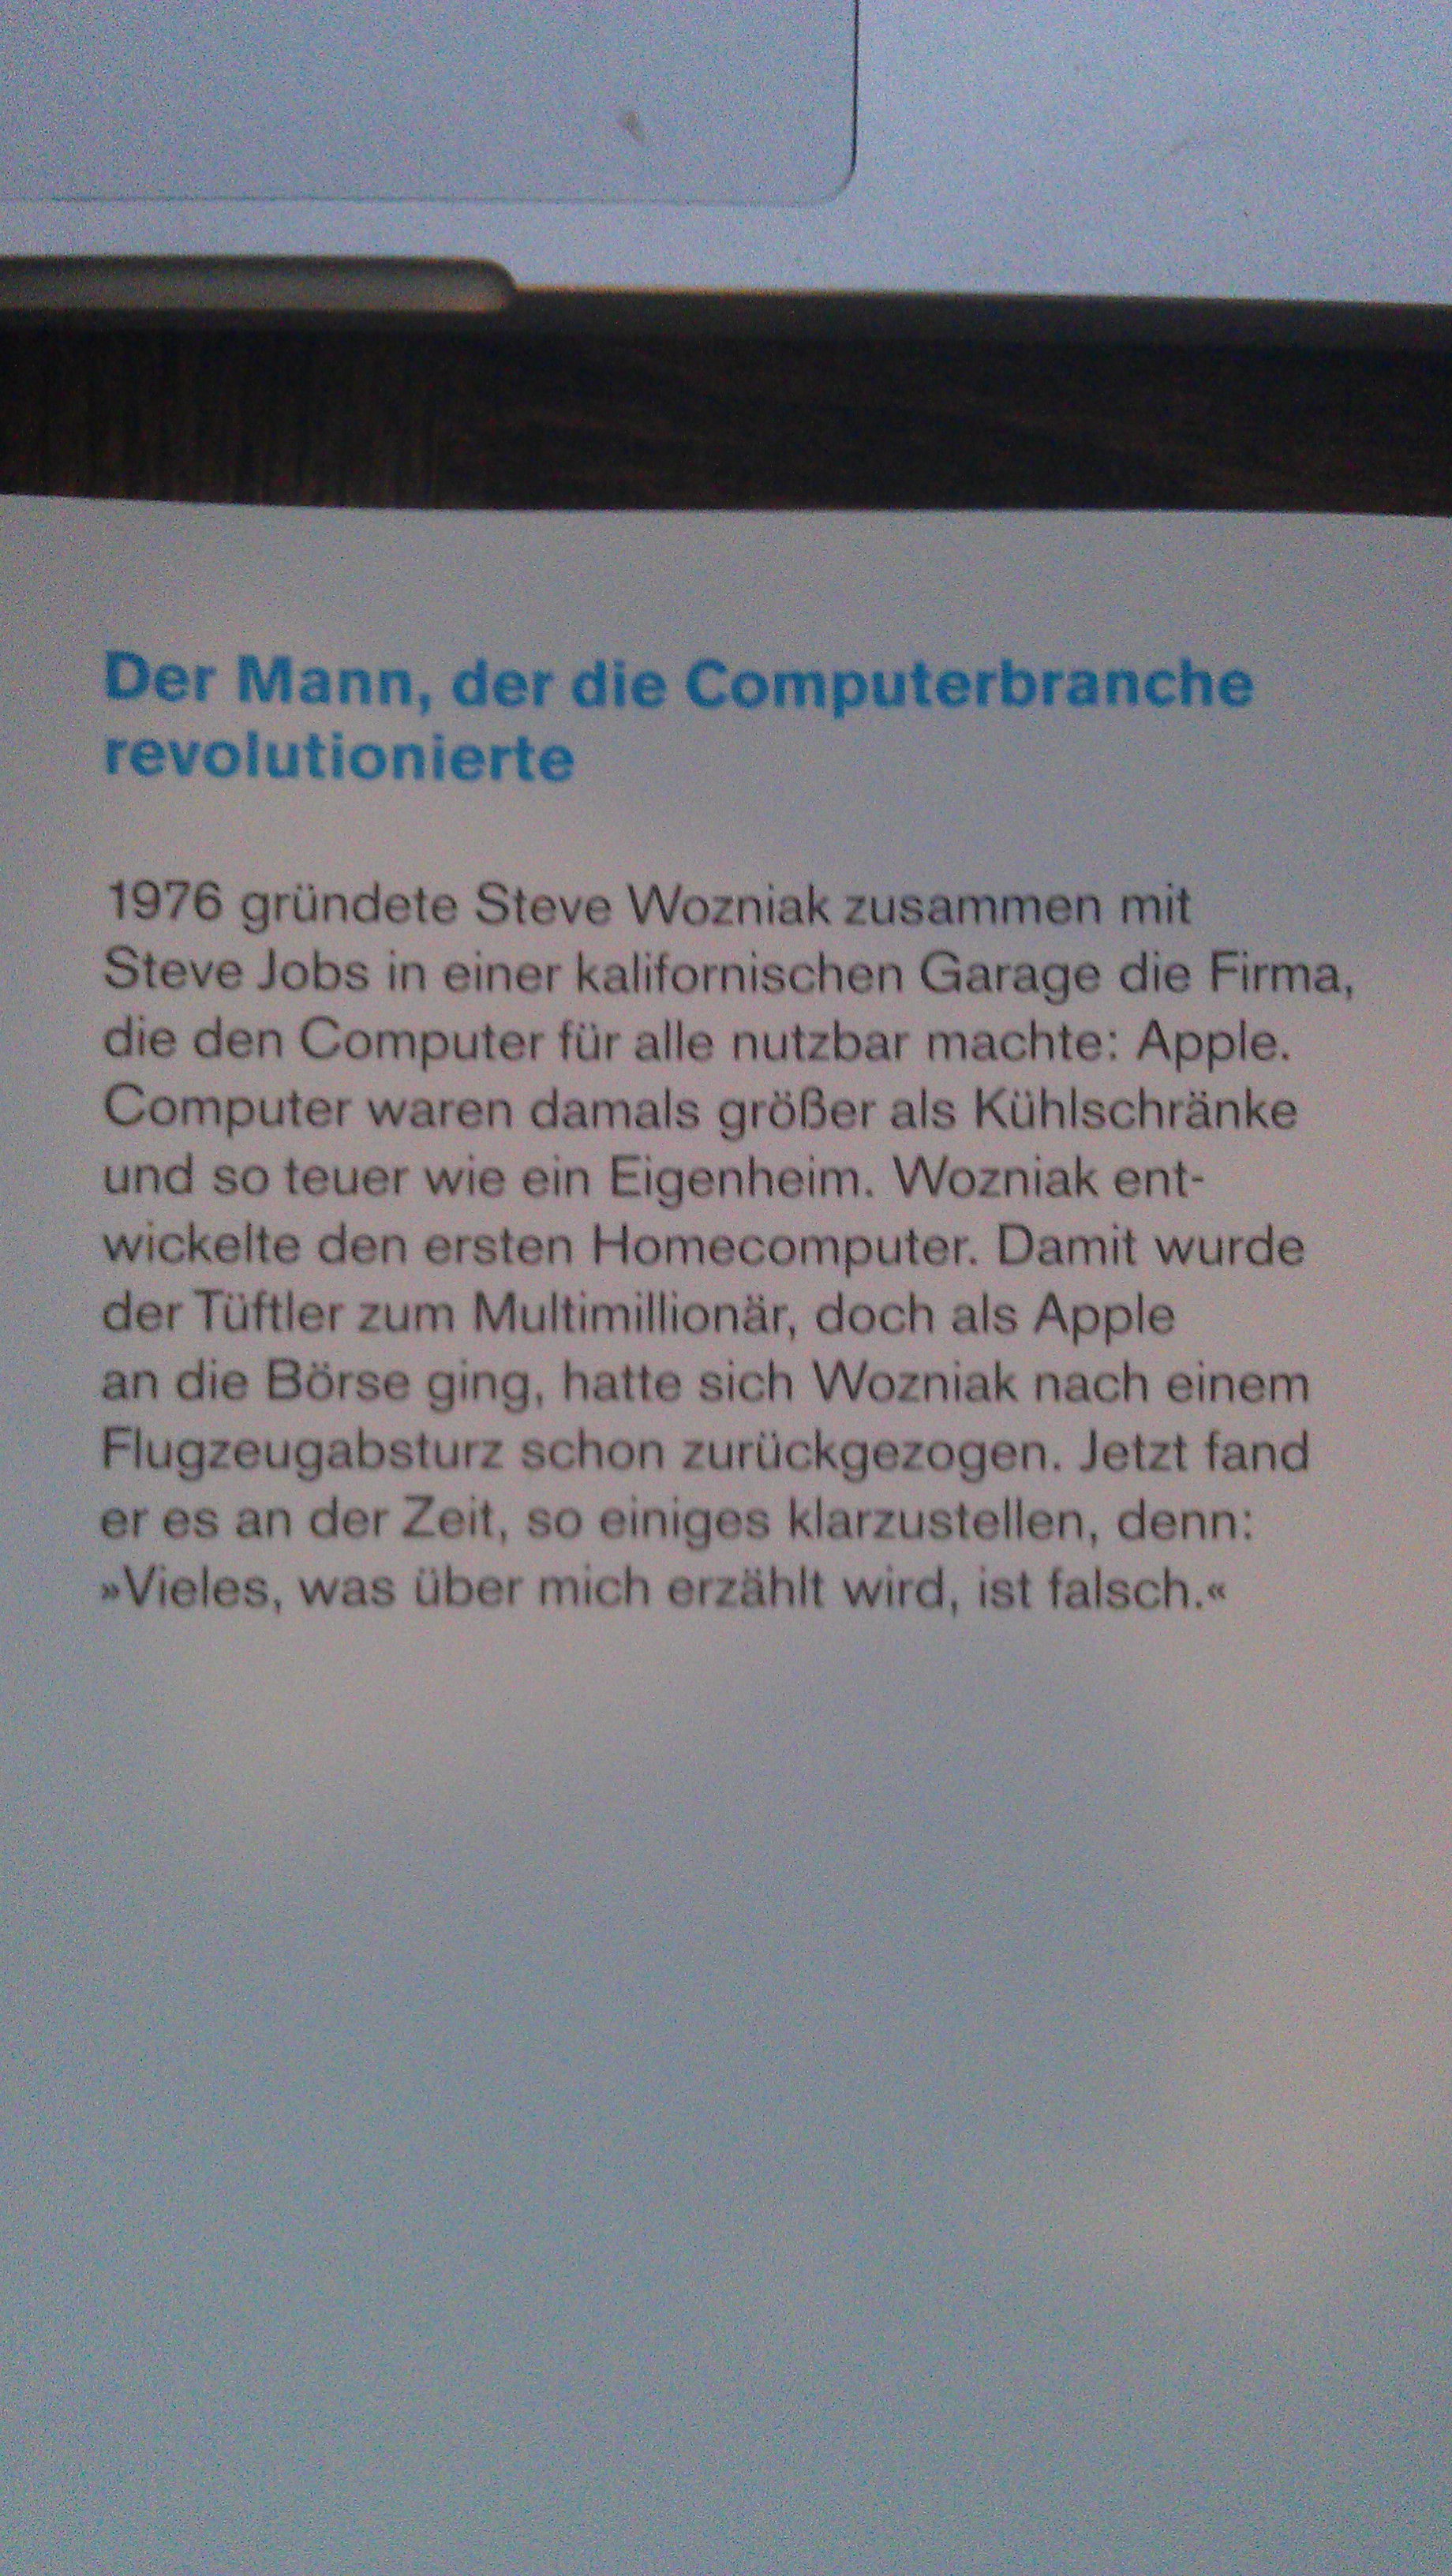 Der Mann, der die Computerbranche
revolutionierte
1976 gründete Steve Wozniak zusammen mit
Steve Jobs in einer kalifornischen Garage die Firma,
die den Computer für alle nutzbar machte: Apple.
Computer waren damals größer als Kühlschränke
und so teuer wie ein Eigenheim. Wozniak ent-
wickelte den ersten Homecomputer. Damit wurde
der Tüftler zum Multimillionär, doch als Apple
an die Börse ging, hatte sich Wozniak nach einem
Flugzeugabsturz schon zurückgezogen. Jetzt fand
er es an der Zeit, so einiges klarzustellen, denn:
»Vieles, was über mich erzählt wird, ist falsch.«